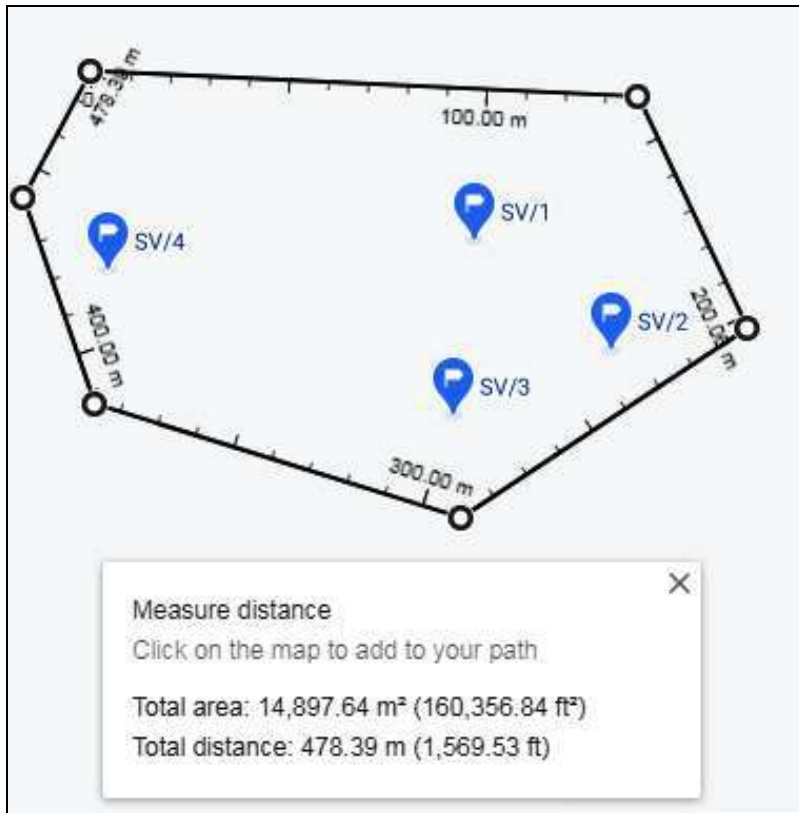 478.39 m
100.00 m
SV/1
SV/4
SV/2
200.00 m
400.00 m
SV/3
300.00 m
Measure distance
Click on the map to add to your path
Total area: 14,897.64 m² (160,356.84 ft²)
Total distance: 478.39 m (1,569.53 ft)